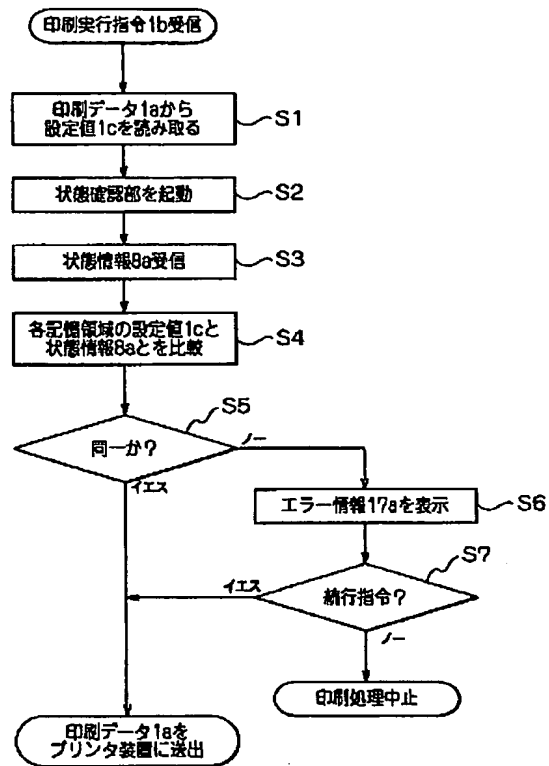 印刷実行指令1b受信
印刷データ1aから
設定値1cを読み取る
S1
状態確認部を起動
S2
状態情報8a受信
S3
各記憶領域の設定値1cと
状態情報8aとを比較
S4
S5
同一か?
ノー
イエス
エラー情報17aを表示
S6
S7
続行指令?
イエス
ノー
印刷処理中止
印刷データ1aを
プリンタ装置に送出